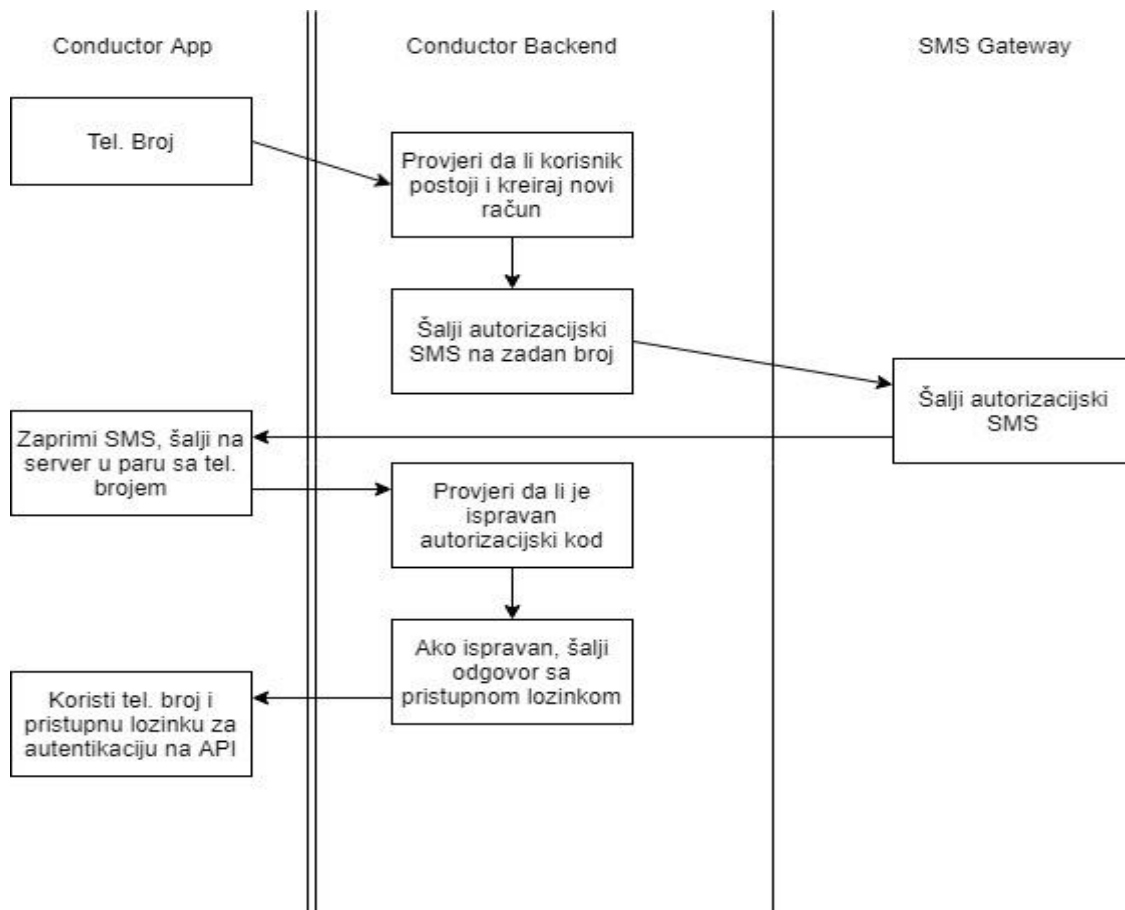 Conductor App
Conductor Backend
SMS Gateway
Tel. Broj
Provjeri da li korisnik
postoji i kreiraj novi
račun
Šalji autorizacijski
SMS na zadan broj
Šalji autorizacijski
SMS
Zaprimi SMS, šalji na
server u paru sa tel.
brojem
Provjeri da li je
ispravan
autorizacijski kod
Ako ispravan, šalji
odgovor sa
pristupnom lozinkom
Koristi tel. broj i
pristupnu lozinku za
autentikaciju na API